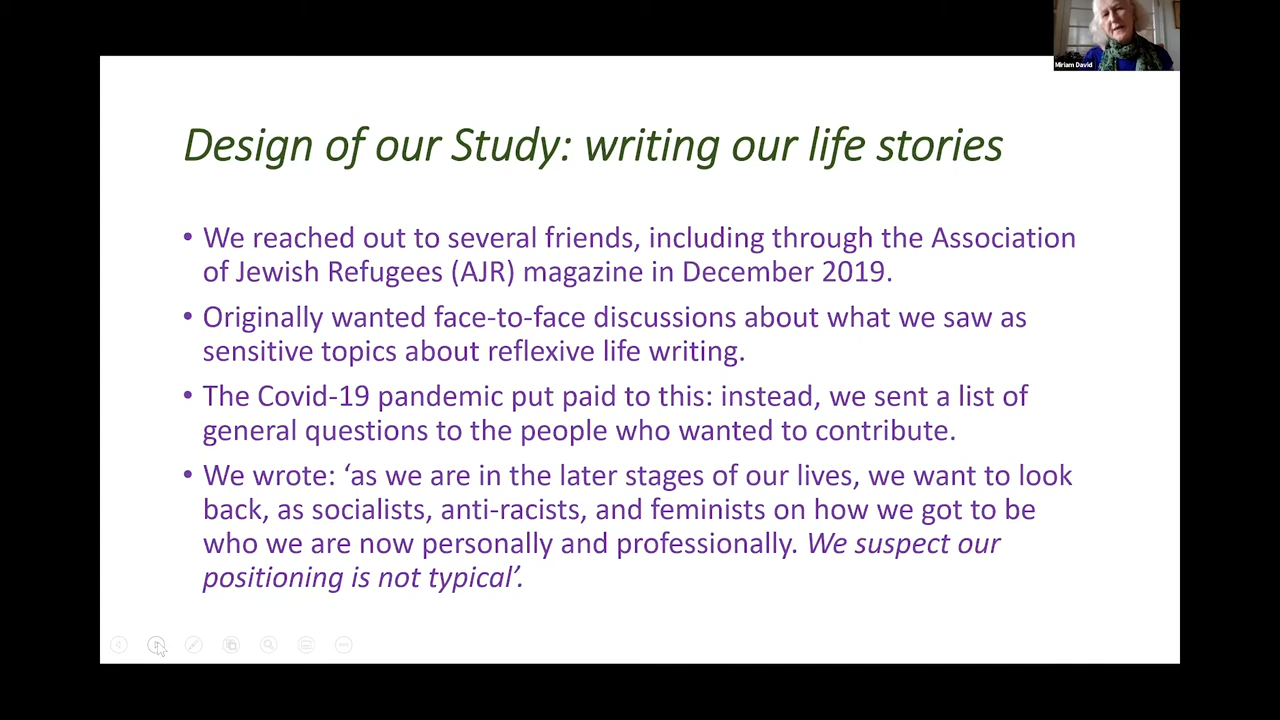 Miriam David
Design of our Study: writing our life stories
• We reached out to several friends, including through the Association
of Jewish Refugees (AJR) magazine in December 2019.
• Originally wanted face-to-face discussions about what we saw as
sensitive topics about reflexive life writing.
• The Covid-19 pandemic put paid to this: instead, we sent a list of
general questions to the people who wanted to contribute.
• We wrote: ‘as we are in the later stages of our lives, we want to look
back, as socialists, anti-racists, and feminists on how we got to be
who we are now personally and professionally. We suspect our
positioning is not typical’.